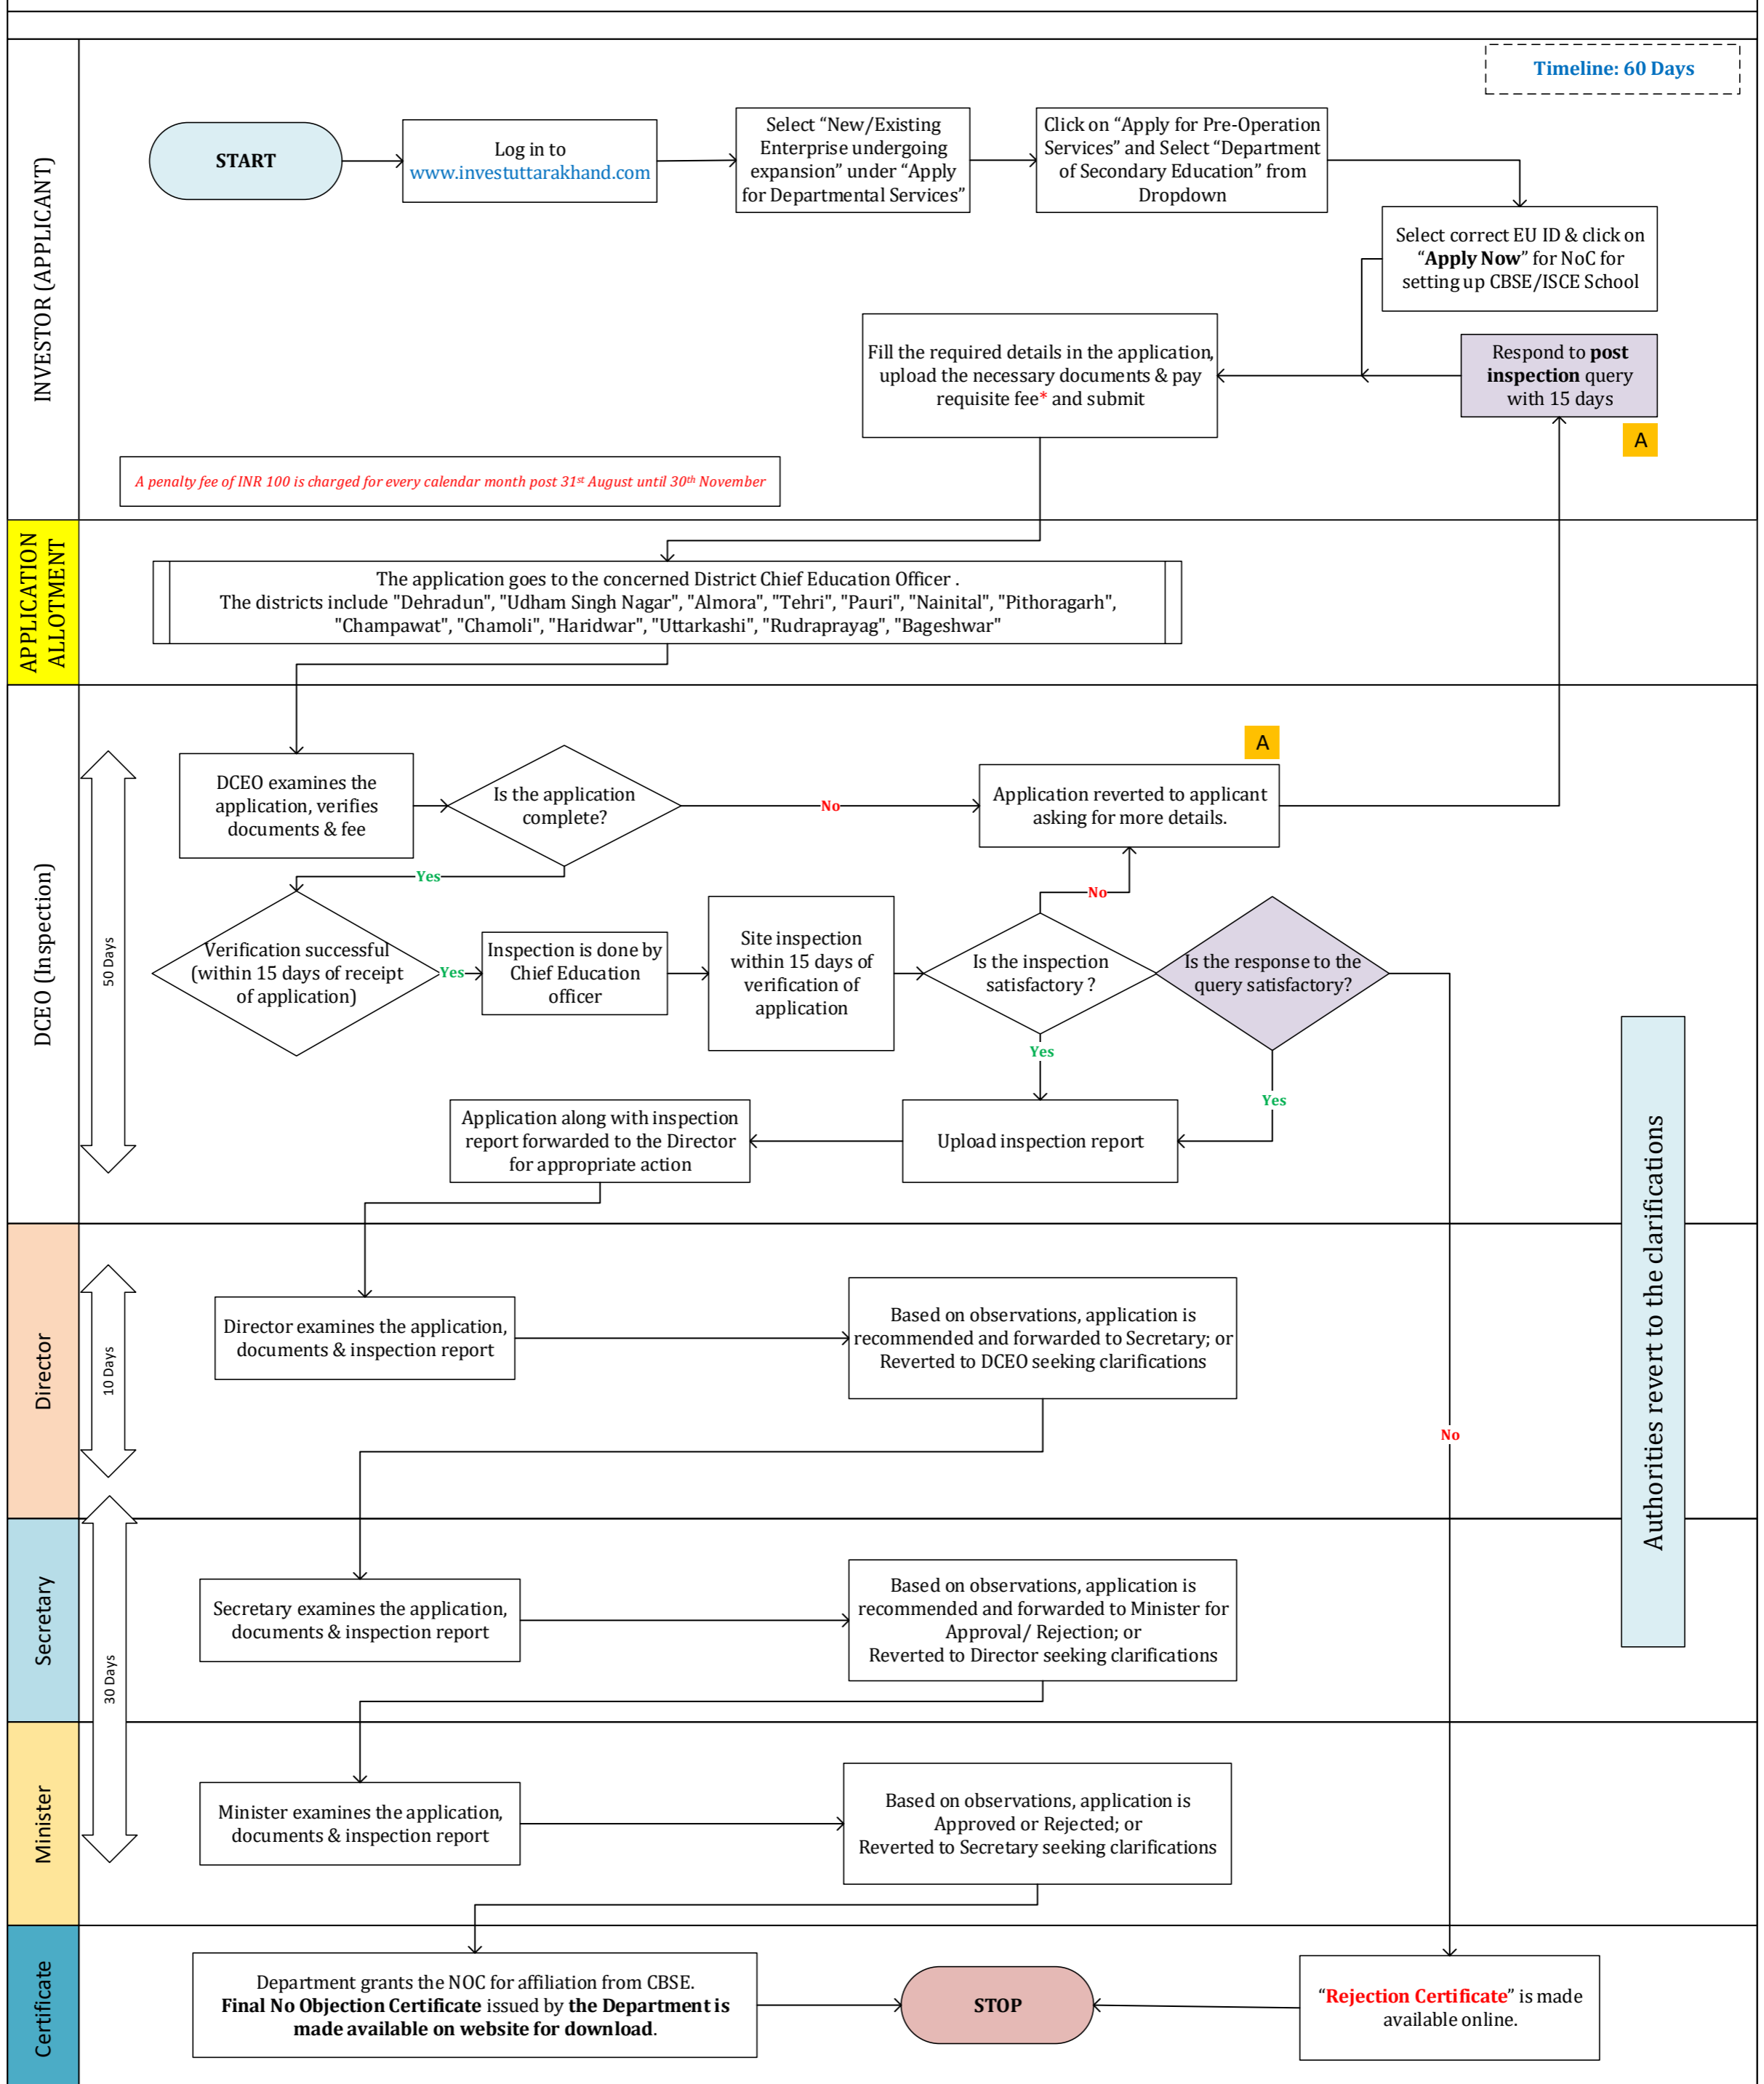 Timeline: 60 Days
INVESTOR (APPLICANT)
START
Log in to
www.investuttarakhand.com
Select “New/Existing
Enterprise undergoing
expansion” under “Apply
for Departmental Services”
Click on “Apply for Pre-Operation
Services” and Select “Department
of Secondary Education” from
Dropdown
Select correct EU ID & click on
“Apply Now” for NoC for
setting up CBSE/ISCE School
Fill the required details in the application,
upload the necessary documents & pay
requisite fee* and submit
Respond to post
inspection query
with 15 days
A
A penalty fee of INR 100 is charged for every calendar month post 31st August until 30th November
APPLICATION
ALLOTMENT
The application goes to the concerned District Chief Education Officer .
The districts include "Dehradun", "Udham Singh Nagar", "Almora", "Tehri", "Pauri", "Nainital", "Pithoragarh",
"Champawat", "Chamoli", "Haridwar", "Uttarkashi", "Rudraprayag", "Bageshwar"
DCEO (Inspection)
50 Days
DCEO examines the
application, verifies
documents & fee
Is the application
complete?
No
A
Application reverted to applicant
asking for more details.
Yes
Verification successful
(within 15 days of receipt
of application)
Yes
Inspection is done by
Chief Education
officer
Site inspection
within 15 days of
verification of
application
Is the inspection
satisfactory ?
No
Is the response to the
query satisfactory?
Yes
Yes
Application along with inspection
report forwarded to the Director
for appropriate action
Upload inspection report
Authorities revert to the clarifications
Director
10 Days
Director examines the application,
documents & inspection report
Based on observations, application is
recommended and forwarded to Secretary; or
Reverted to DCEO seeking clarifications
No
Secretary
30 Days
Secretary examines the application,
documents & inspection report
Based on observations, application is
recommended and forwarded to Minister for
Approval/ Rejection; or
Reverted to Director seeking clarifications
Minister
Minister examines the application,
documents & inspection report
Based on observations, application is
Approved or Rejected; or
Reverted to Secretary seeking clarifications
Certificate
Department grants the NOC for affiliation from CBSE.
Final No Objection Certificate issued by the Department is
made available on website for download.
STOP
“Rejection Certificate” is made
available online.